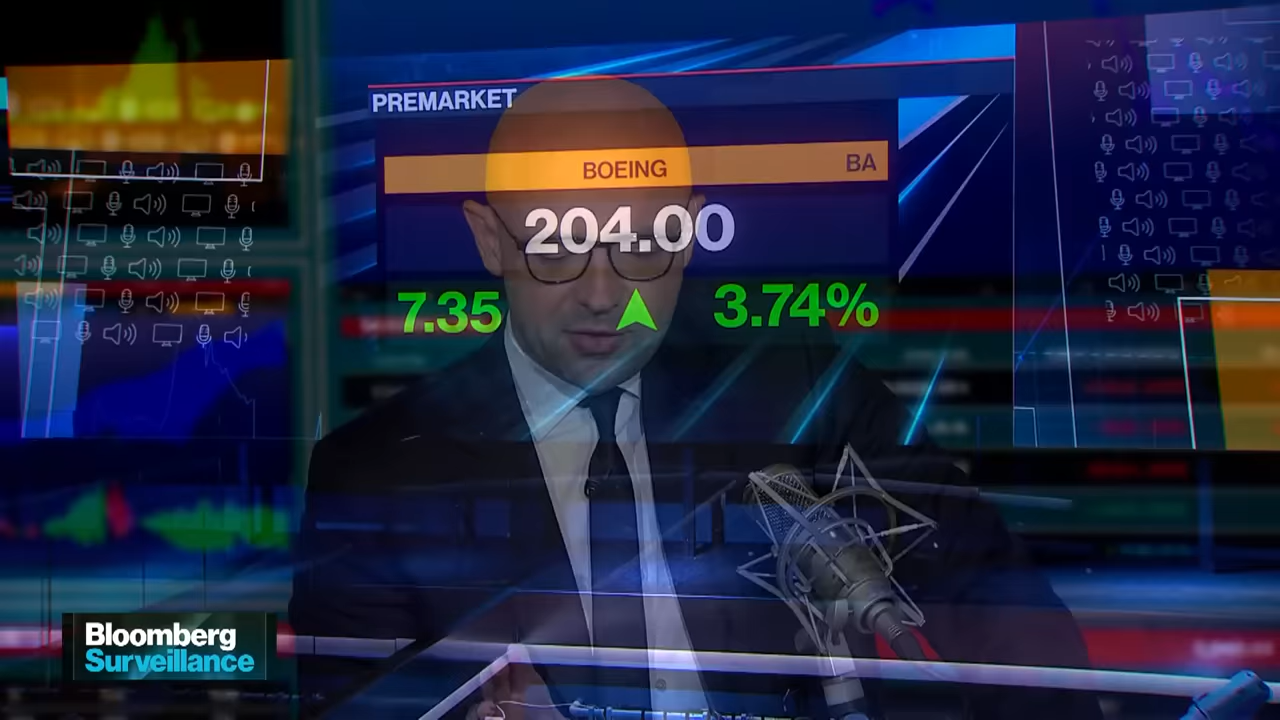 PREMARKET
BOEING BA
204.00
7.35 3.74%
Bloomberg
Surveillance